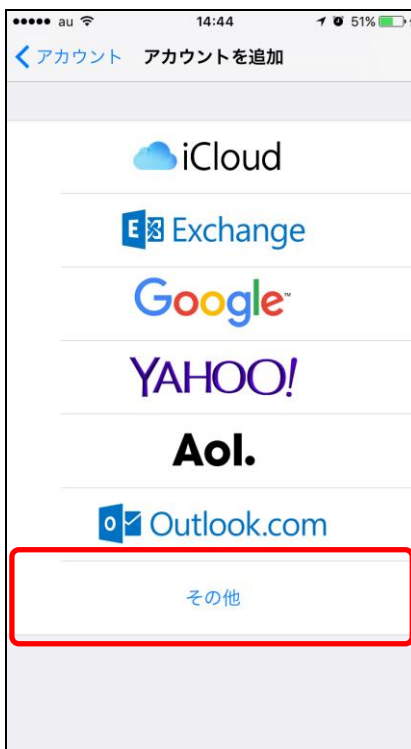 au 14:44 51%
アカウント アカウントを追加
iCloud
E Exchange
Google™
YAHOO!
Aol.
o Outlook.com
その他